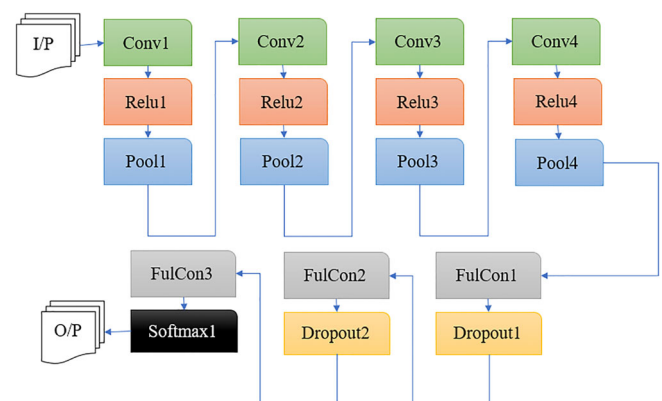 I/P
Conv1
Conv2
Conv3
Conv4
Relu1
Relu2
Relu3
Relu4
Pool1
Pool2
Pool3
Pool4
FulCon3
FulCon2
FulCon1
O/P
Softmax1
Dropout2
Dropout1